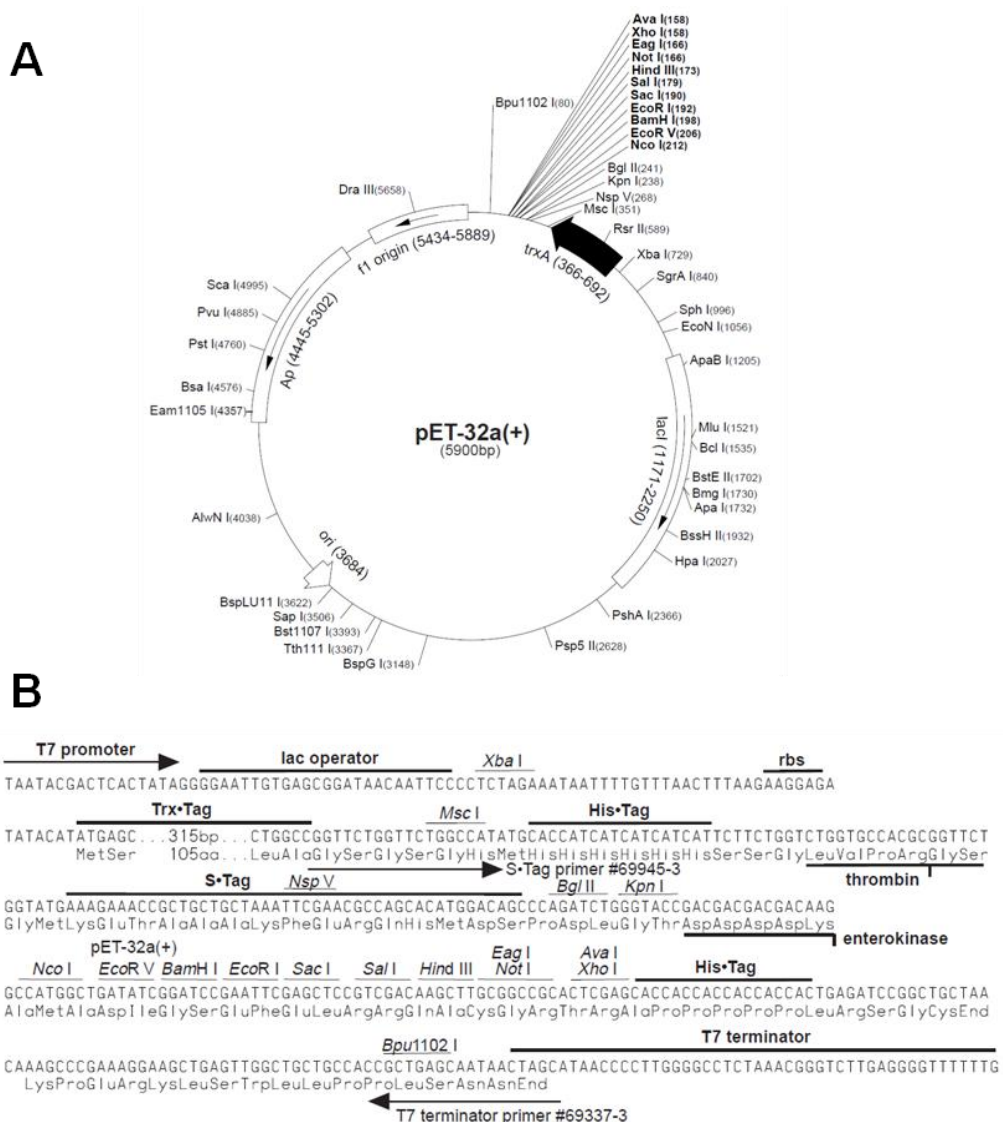 A
Ava I(158)
Xho I(158)
Eag I(166)
Not I(166)
Hind III(173)
Sal I(179)
Sac I(190)
EcoR I(192)
BamH I(198)
EcoR V(206)
Nco I(212)
Bpu1102 I(80)
Bgl II(241)
Kpn I(238)
Nsp V(268)
Msc I(351)
Rsr II(589)
Xba I(729)
SgrA I(840)
Sph I(996)
EcoN I(1056)
ApaB I(1205)
Mlu I(1521)
Bcl I(1535)
BstE II(1702)
Bmg I(1730)
Apa I(1732)
BssH II(1932)
Hpa I(2027)
PshA I(2366)
Psp5 II(2628)
BspG I(3148)
Tth111 I(3367)
Bst1107 I(3393)
Sap I(3506)
BspLU11 I(3622)
AlwN I(4038)
Eam1105 I(4357)
Bsa I(4576)
Pst I(4760)
Pvu I(4885)
Sca I(4995)
Dra III(5658)
f1 origin (5434-5889)
trxA (366-692)
Ap (4445-5302)
lacI (1171-2250)
ori (3684)
pET-32a(+)
(5900bp)
B
T7 promoter
lac operator
Xba I
rbs
TAATACGACTCACTATAGGGGAATTGTGAGCGGATAACAATTCCCCTCTAGAAATAATTTTGTTTAACTTTAAGAAGGAGA
Trx•Tag
Msc I
His•Tag
TATACATATGAGC...315bp...CTGGCCGGTTCTGGTTCTGGCCATATGCACCATCATCATCATCATTCTTCTGGTCTGGTGCCACGCGGTTCT
MetSer 105aa...LeuAlaGlySerGlySerGlyHisMetHisHisHisHisHisHisSerSerGlyLeuValProArgGlySer
S•Tag primer #69945-3
thrombin
S•Tag
Nsp V
Bgl II
Kpn I
GGTATGAAAGAAACCGCTGCTGCTAAATTCGAACGCCAGCACATGGACAGCCCAGATCTGGGTACCGACGACGACGACAAG
GlyMetLysGluThrAlaAlaAlaLysPheGluArgGlnHisMetAspSerProAspLeuGlyThrAspAspAspAspLys
enterokinase
pET-32a(+)
Nco I
EcoR V
BamH I
EcoR I
Sac I
Sal I
Hind III
Eag I
Not I
Ava I
Xho I
His•Tag
GCCATGGCTGATATCGGATCCGAATTCGAGCTCCGTCGACAAGCTTGCGGCCGCACTCGAGCACCACCACCACCACCACTGAGATCCGGCTGCTAA
AlaMetAlaAspIleGlySerGluPheGluLeuArgArgGlnAlaCysGlyArgThrArgAlaProProProProProProLeuArgSerGlyCysEnd
Bpu1102 I
T7 terminator
CAAAGCCCGAAAGGAAGCTGAGTTGGCTGCTGCCACCGCTGAGCAATAACTAGCATAACCCCTTGGGGCCTCTAAACGGGTCTTGAGGGGTTTTTTG
LysProGluArgLysLeuSerTrpLeuLeuProProLeuSerAsnAsnEnd
T7 terminator primer #69337-3